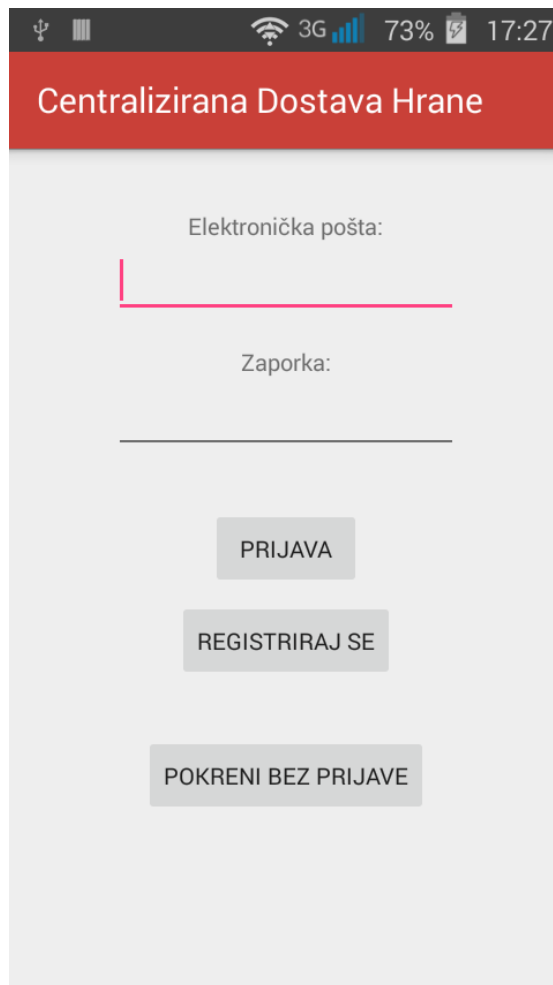 3G 73% 17:27
Centralizirana Dostava Hrane
Elektronička pošta:
Zaporka:
PRIJAVA
REGISTRIRAJ SE
POKRENI BEZ PRIJAVE